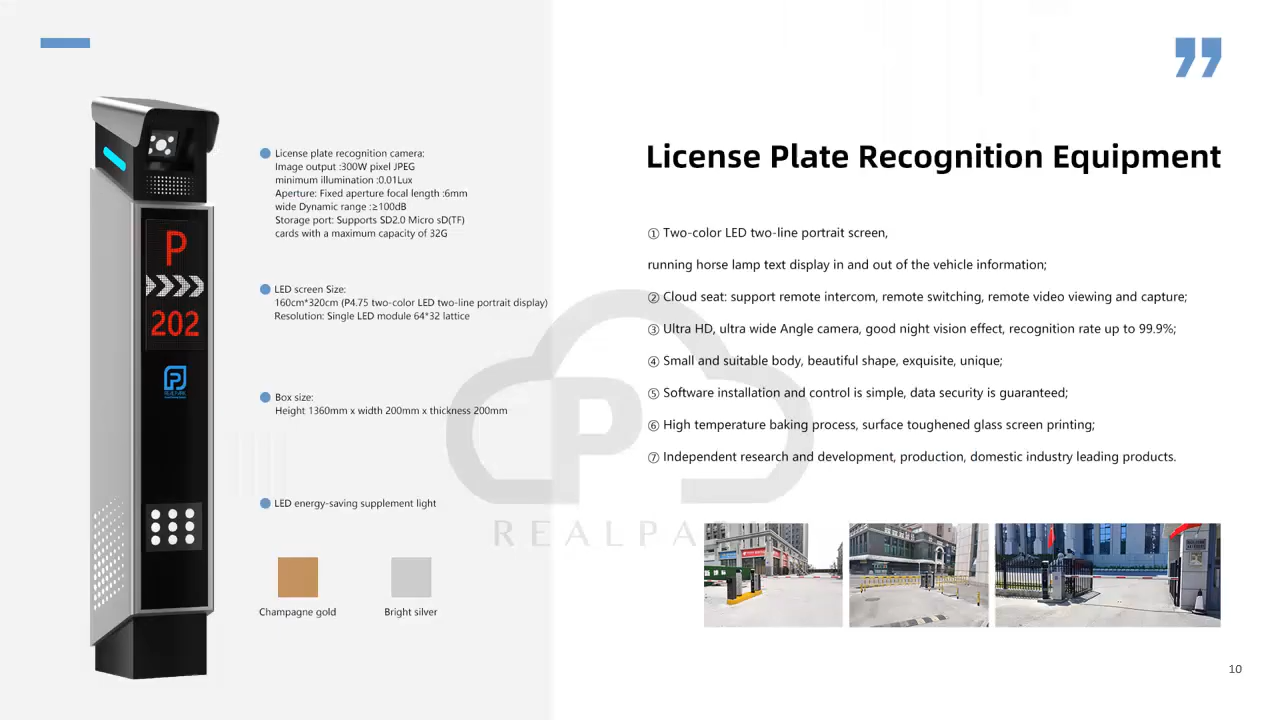 License Plate Recognition Equipment
License plate recognition camera:
Image output :300W pixel JPEG
minimum illumination :0.01Lux
Aperture: Fixed aperture focal length :6mm
wide Dynamic range :≥100dB
Storage port: Supports SD2.0 Micro sD(TF)
cards with a maximum capacity of 32G
LED screen Size:
160cm*320cm (P4.75 two-color LED two-line portrait display)
Resolution: Single LED module 64*32 lattice
Box size:
Height 1360mm x width 200mm x thickness 200mm
LED energy-saving supplement light
Champagne gold
Bright silver
P
202
REALPARK
① Two-color LED two-line portrait screen,
running horse lamp text display in and out of the vehicle information;
② Cloud seat: support remote intercom, remote switching, remote video viewing and capture;
③ Ultra HD, ultra wide Angle camera, good night vision effect, recognition rate up to 99.9%;
④ Small and suitable body, beautiful shape, exquisite, unique;
⑤ Software installation and control is simple, data security is guaranteed;
⑥ High temperature baking process, surface toughened glass screen printing;
⑦ Independent research and development, production, domestic industry leading products.
P
REALPA
10